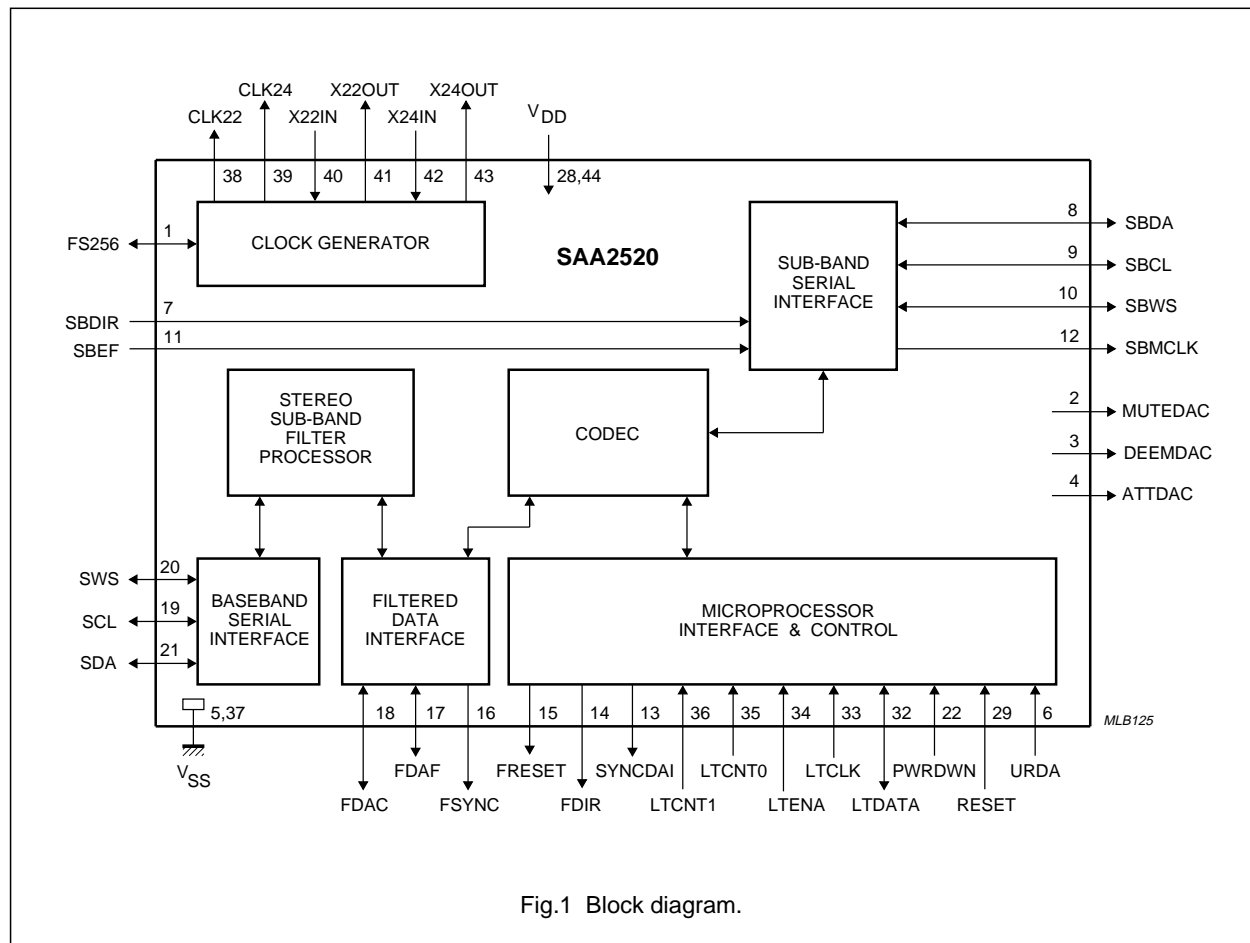 CLK22
CLK24
X22IN
X22OUT
X24IN
X24OUT
VDD
38
39
40
41
42
43
28,44
FS256
1
CLOCK GENERATOR
SAA2520
SBDIR
7
SBEF
11
SUB-BAND
SERIAL
INTERFACE
8
SBDA
9
SBCL
10
SBWS
12
SBMCLK
STEREO
SUB-BAND
FILTER
PROCESSOR
CODEC
2
MUTEDAC
3
DEEMDAC
4
ATTDAC
SWS
20
SCL
19
SDA
21
BASEBAND
SERIAL
INTERFACE
FILTERED
DATA
INTERFACE
MICROPROCESSOR
INTERFACE & CONTROL
5,37
VSS
18
17
16
15
14
13
36
35
34
33
32
22
29
6
MLB125
FDAC
FDAF
FSYNC
FRESET
FDIR
SYNCDAI
LTCNT1
LTCNT0
LTENA
LTCLK
LTDATA
PWRDWN
RESET
URDA
Fig.1 Block diagram.